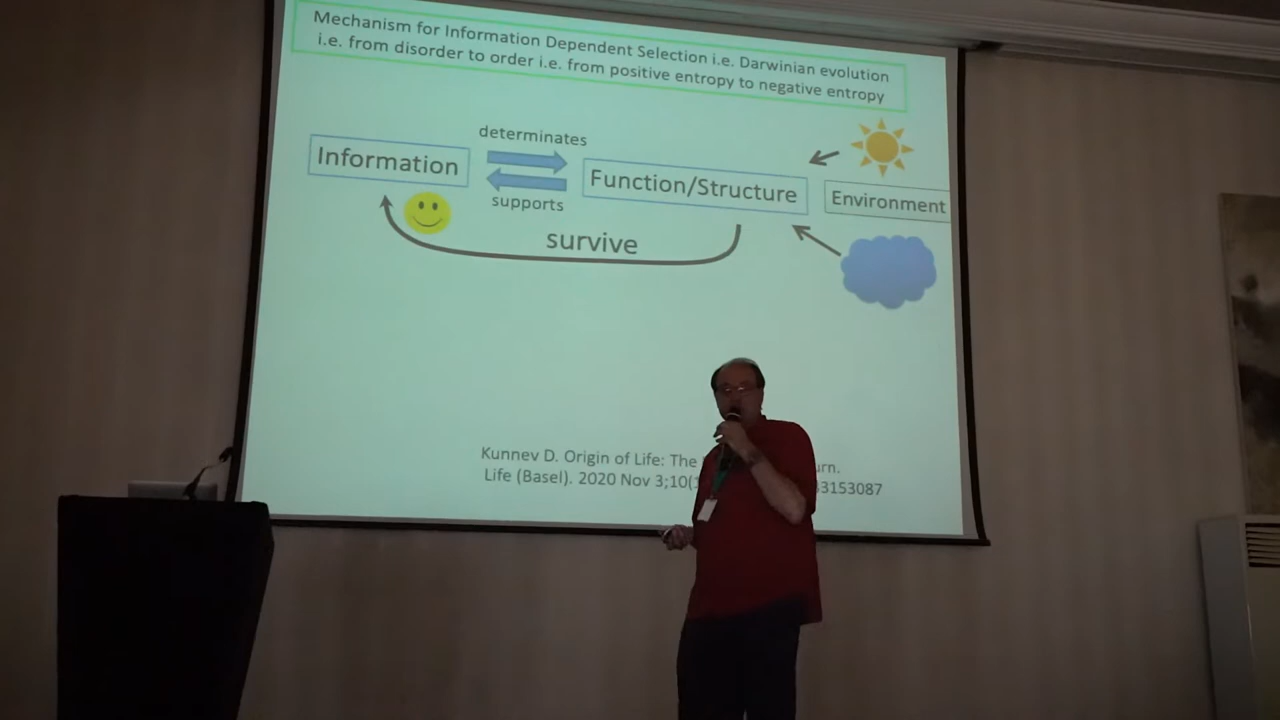 Mechanism for Information Dependent Selection i.e. Darwinian evolution
i.e. from disorder to order i.e. from positive entropy to negative entropy
determinates
Information
Function/Structure
Environment
supports
survive
Kunnev D. Origin of Life: The
Life (Basel). 2020 Nov 3;10( 3153087